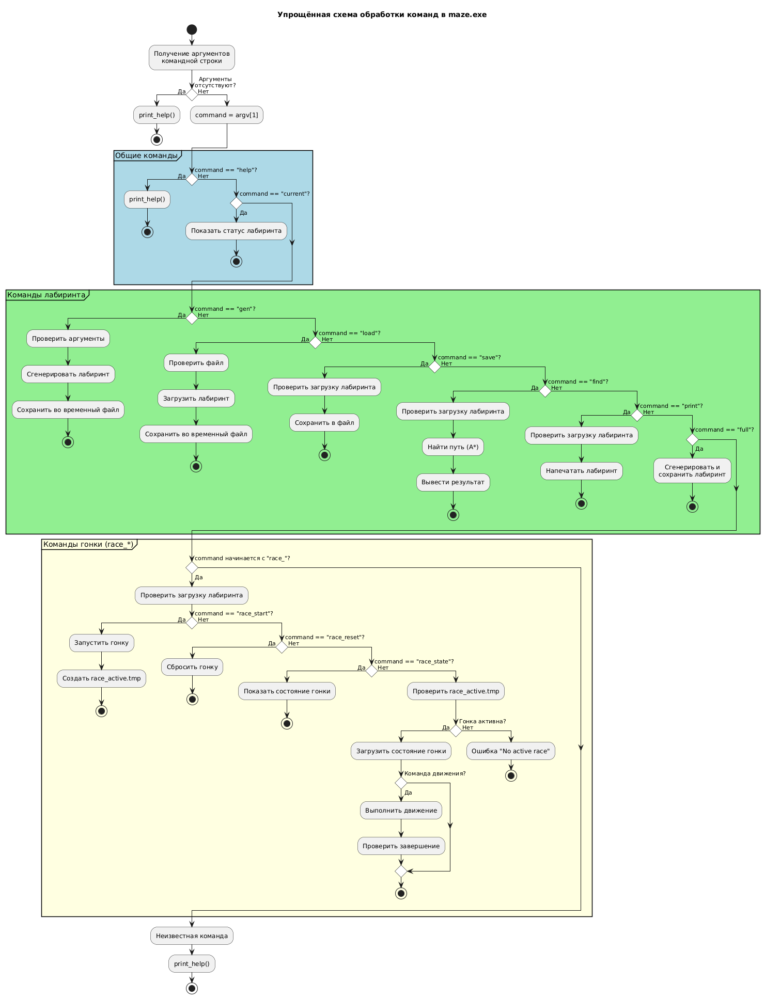 Упрощённая схема обработки команд в maze.exe
Получение аргументов
командной строки
Аргументы
отсутствуют?
Да
Нет
print_help()
command = argv[1]
Общие команды
command == "help"?
Да
Нет
print_help()
command == "current"?
Да
Показать статус лабиринта
Команды лабиринта
command == "gen"?
Да
Нет
Проверить аргументы
Сгенерировать лабиринт
Сохранить во временный файл
command == "load"?
Да
Нет
Проверить файл
Загрузить лабиринт
Сохранить во временный файл
command == "save"?
Да
Нет
Проверить загрузку лабиринта
Сохранить в файл
command == "find"?
Да
Нет
Проверить загрузку лабиринта
Найти путь (A*)
Вывести результат
command == "print"?
Да
Нет
Проверить загрузку лабиринта
Напечатать лабиринт
command == "full"?
Да
Сгенерировать и
сохранить лабиринт
Команды гонки (race_*)
command начинается с "race_"?
Да
Проверить загрузку лабиринта
command == "race_start"?
Да
Нет
Запустить гонку
Создать race_active.tmp
command == "race_reset"?
Да
Нет
Сбросить гонку
command == "race_state"?
Да
Нет
Показать состояние гонки
Проверить race_active.tmp
Гонка активна?
Да
Нет
Загрузить состояние гонки
Ошибка "No active race"
Команда движения?
Да
Выполнить движение
Проверить завершение
Неизвестная команда
print_help()